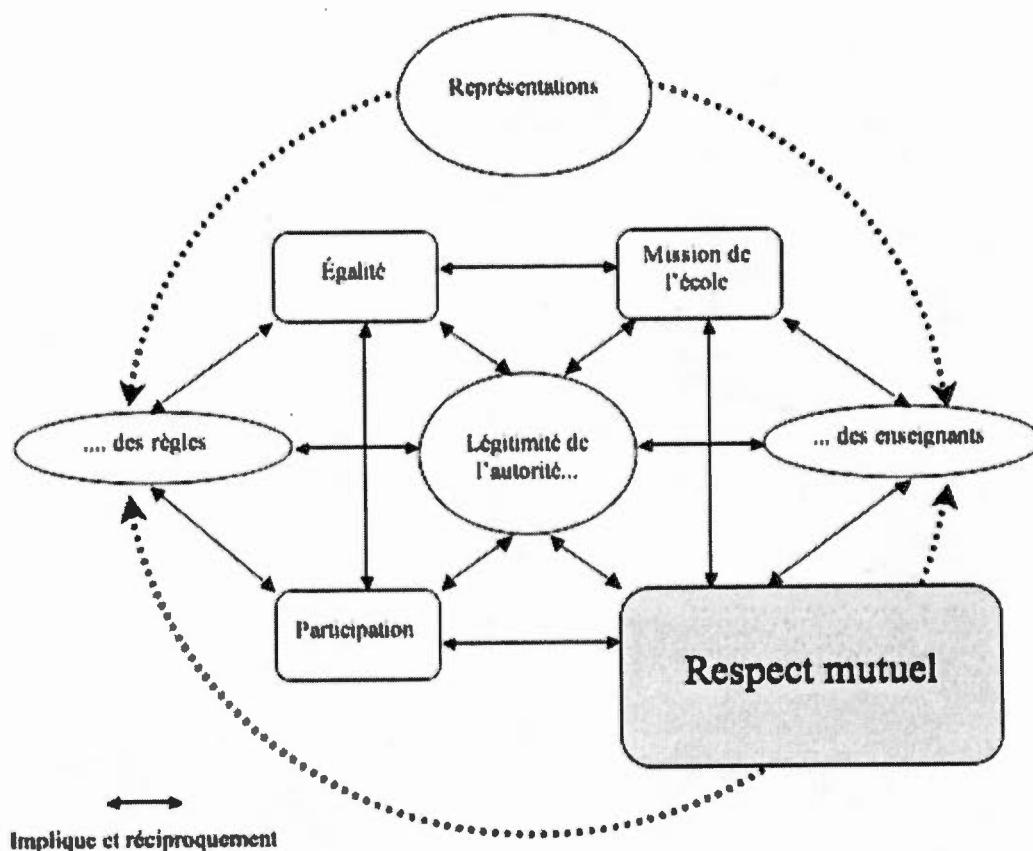 Représentations
Égalité
Mission de
l'école
.... des règles
Légitimité de
l'autorité...
... des enseignants
Participation
Respect mutuel
Implique et réciproquement